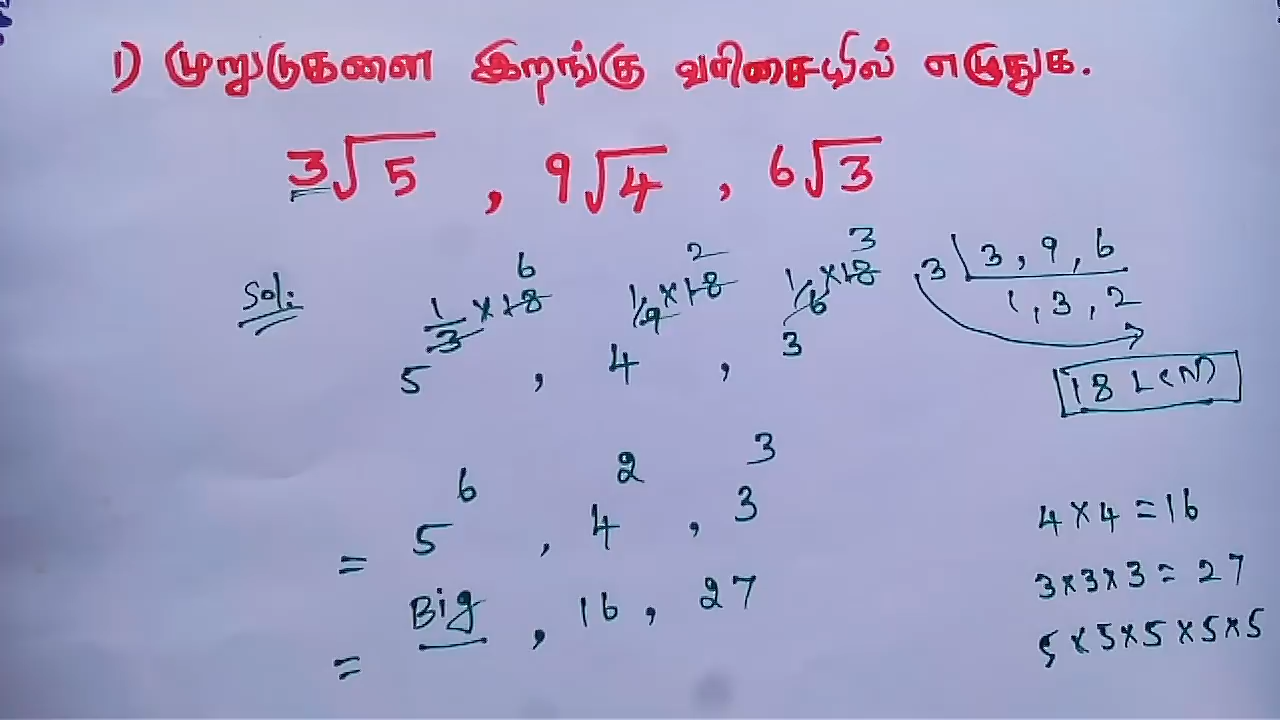 1) முறுடுகளை இறங்கு வரிசையில் எழுதுக.
3√5 , 9√4 , 6√3
Sol:
1/3 × 18 6
1/9 × 18 2
1/6 × 18 3
5 , 4 , 3
3 | 3, 9, 6
1, 3, 2
18 LCM
= 5^6 , 4^2 , 3^3
= Big , 16 , 27
4 × 4 = 16
3 × 3 × 3 = 27
5 × 5 × 5 × 5 × 5